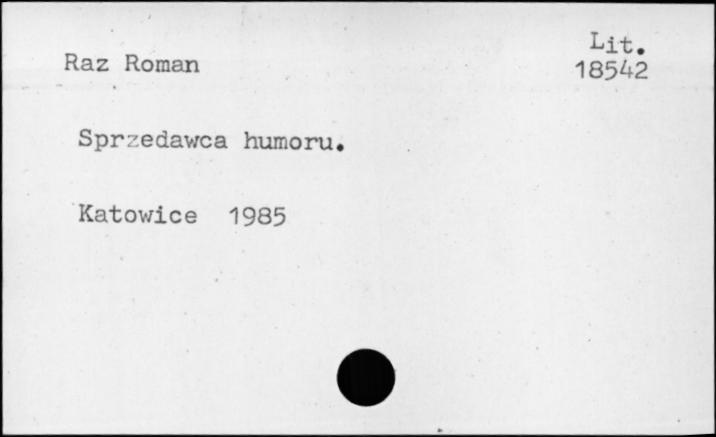 Lit.
Raz Roman 18542
Sprzedawca humoru.
Katowice 1985